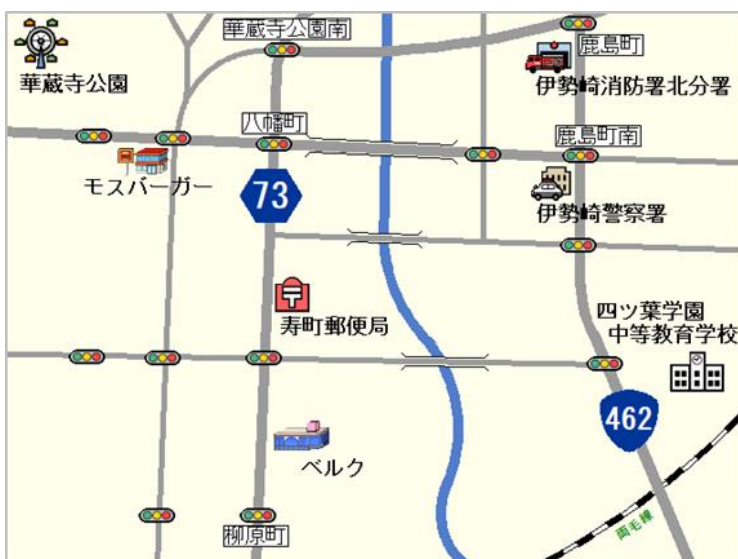 華蔵寺公園南
鹿島町
華蔵寺公園
伊勢崎消防署北分署
八幡町
鹿島町南
モスバーガー
73
伊勢崎警察署
寿町郵便局
四ツ葉学園
中等教育学校
462
ベルク
柳原町
両毛線